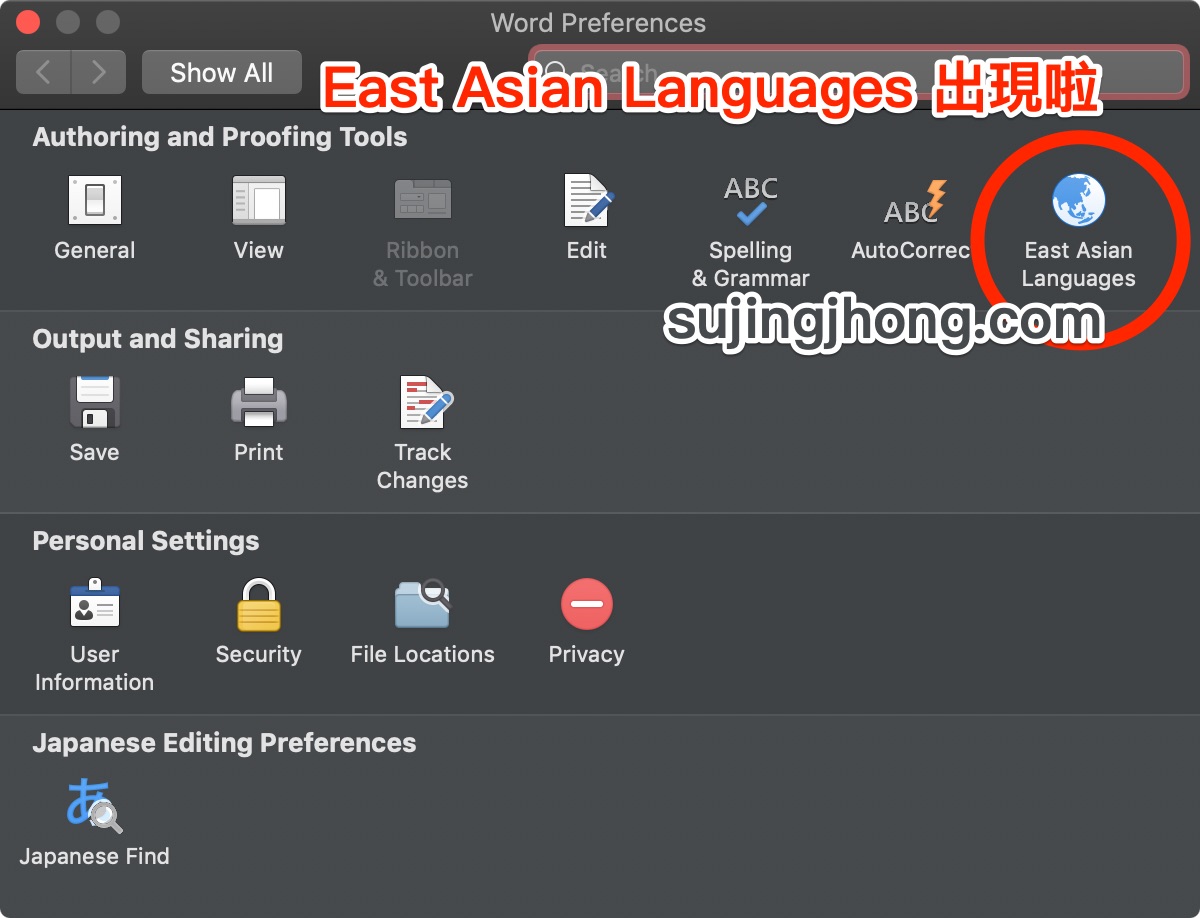 Word Preferences
Show All
Search
East Asian Languages 出現啦
Authoring and Proofing Tools
General
View
Ribbon
& Toolbar
Edit
ABC
Spelling
& Grammar
ABC
AutoCorrec
East Asian
Languages
sujingjhong.com
Output and Sharing
Save
Print
Track
Changes
Personal Settings
User
Information
Security
File Locations
Privacy
Japanese Editing Preferences
あ
Japanese Find